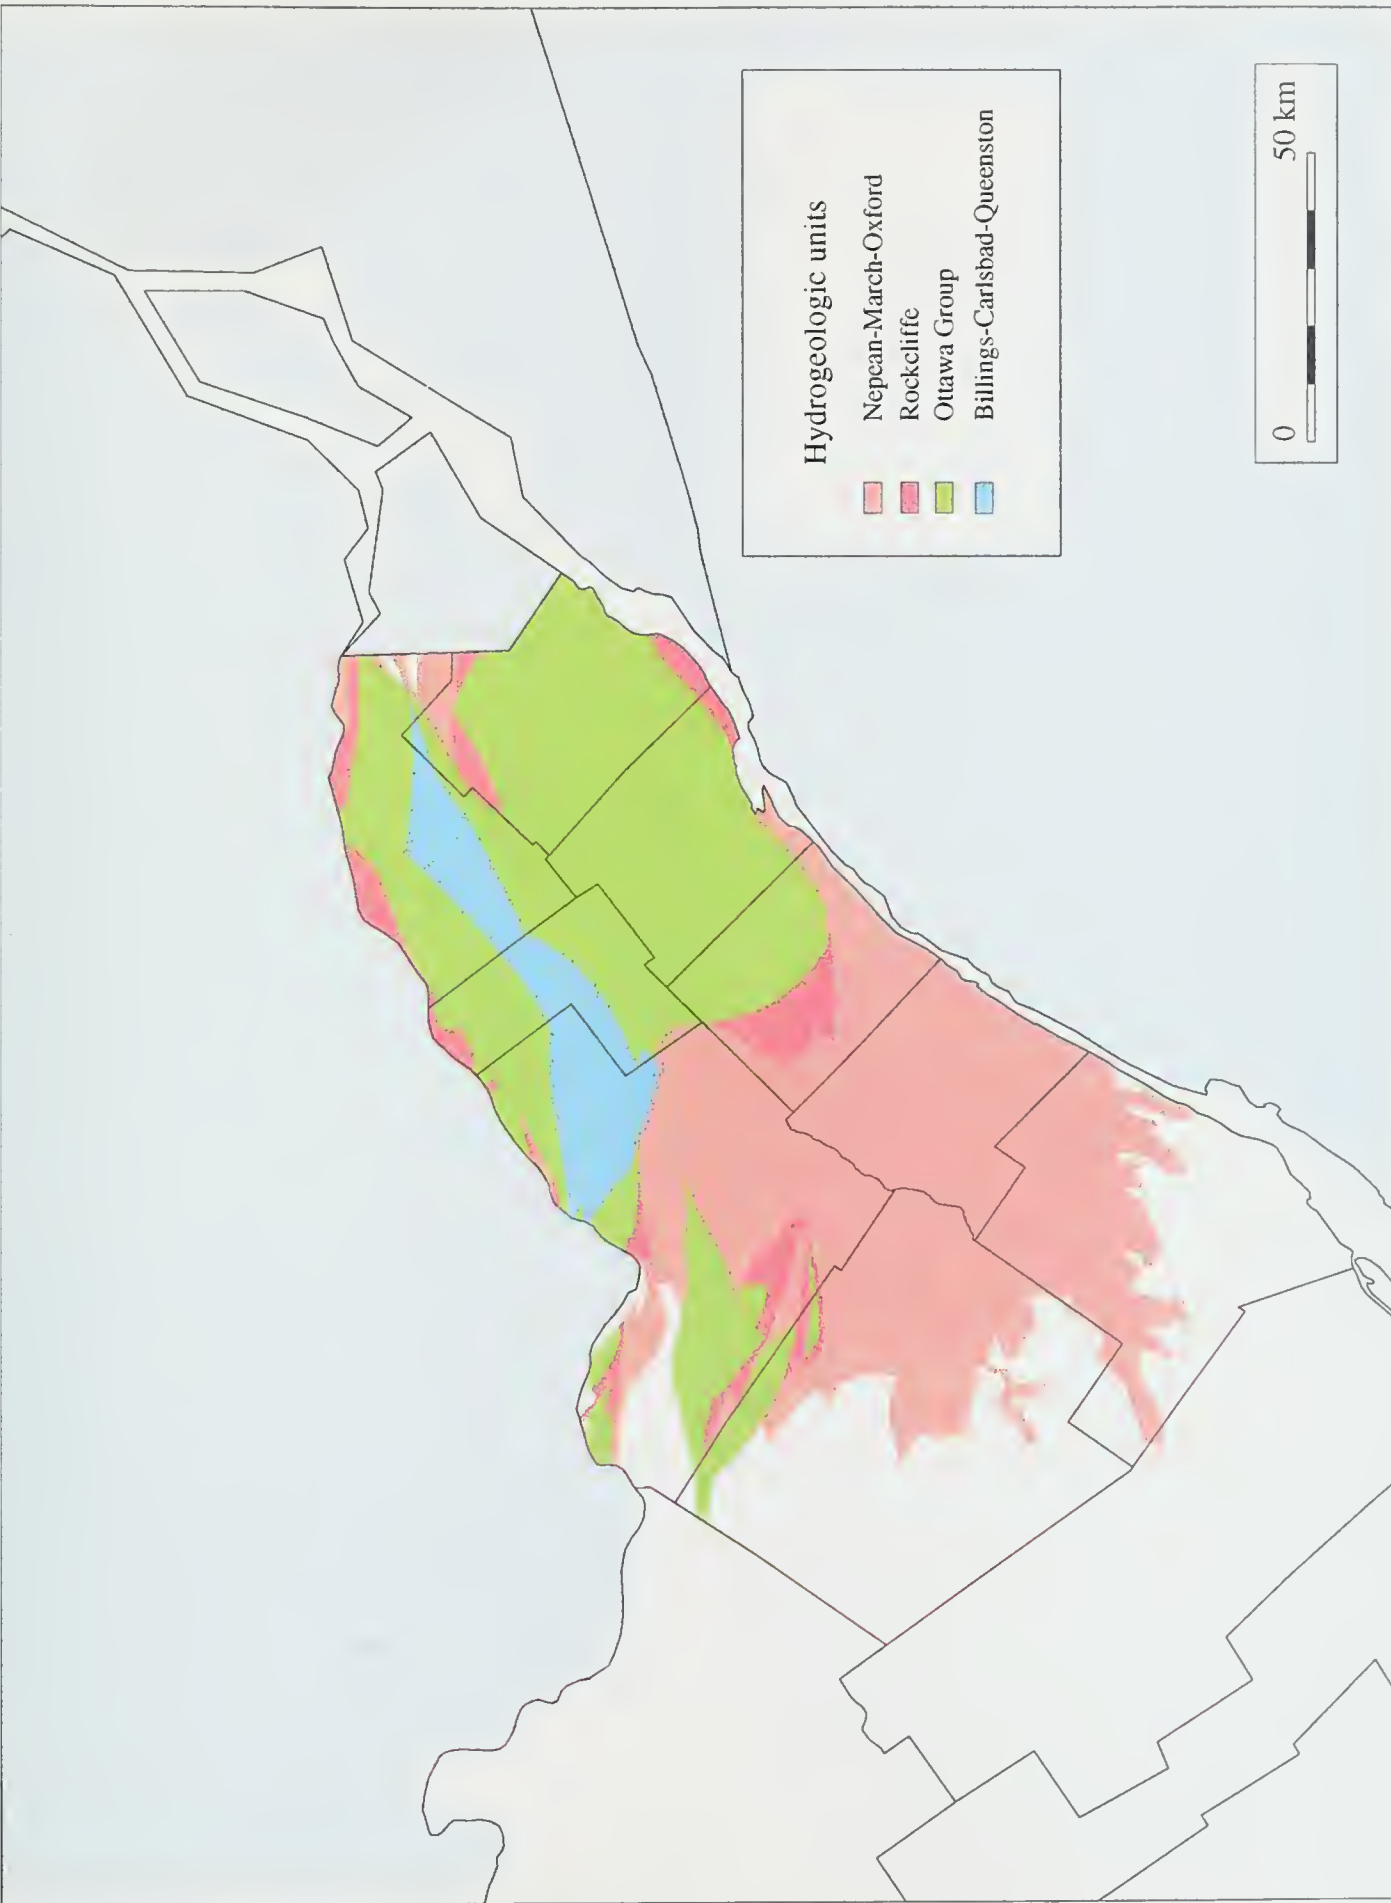 Hydrogeologic units
Nepean-March-Oxford
Rockcliffe
Ottawa Group
Billings-Carlsbad-Queenston
0 50 km